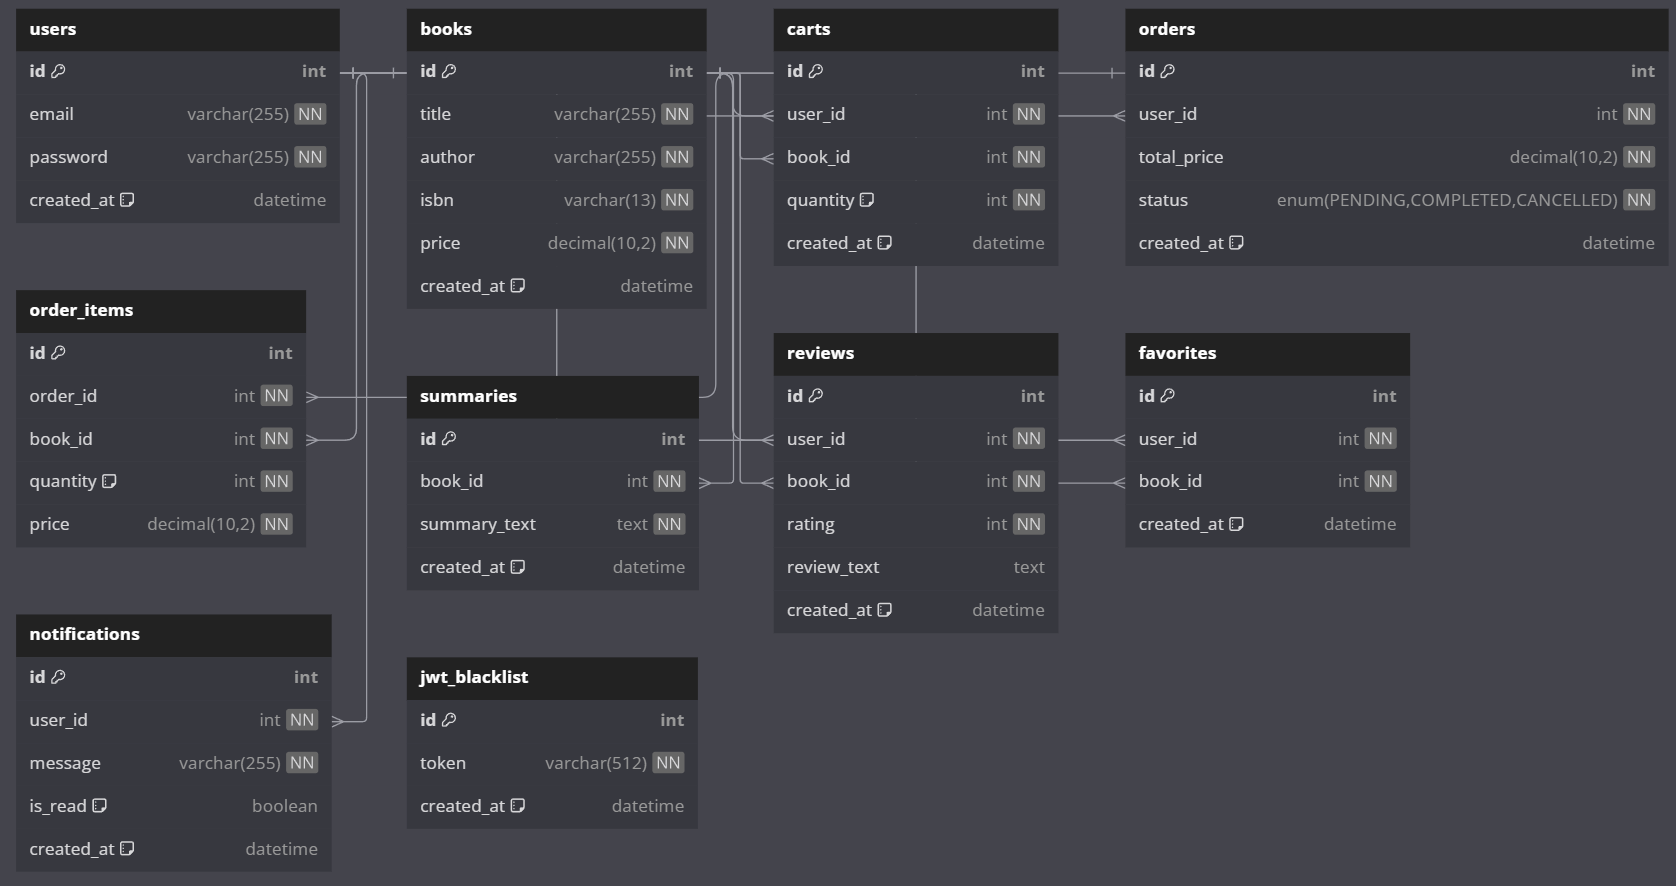 users
id int
email varchar(255) NN
password varchar(255) NN
created_at datetime
books
id int
title varchar(255) NN
author varchar(255) NN
isbn varchar(13) NN
price decimal(10,2) NN
created_at datetime
carts
id int
user_id int NN
book_id int NN
quantity int NN
created_at datetime
orders
id int
user_id int NN
total_price decimal(10,2) NN
status enum(PENDING,COMPLETED,CANCELLED) NN
created_at datetime
order_items
id int
order_id int NN
book_id int NN
quantity int NN
price decimal(10,2) NN
summaries
id int
book_id int NN
summary_text text NN
created_at datetime
reviews
id int
user_id int NN
book_id int NN
rating int NN
review_text text
created_at datetime
favorites
id int
user_id int NN
book_id int NN
created_at datetime
notifications
id int
user_id int NN
message varchar(255) NN
is_read boolean
created_at datetime
jwt_blacklist
id int
token varchar(512) NN
created_at datetime